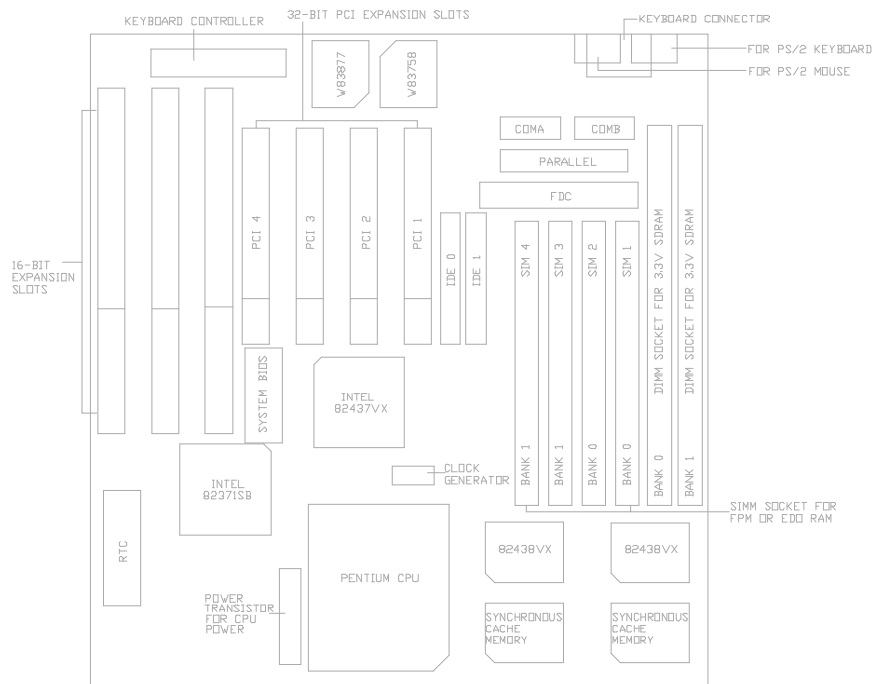 32-BIT PCI EXPANSION SLOTS
KEYBOARD CONTROLLER
KEYBOARD CONNECTOR
FOR PS/2 KEYBOARD
FOR PS/2 MOUSE
W83877
W83758
COMA
COMB
PARALLEL
FDC
PCI 4
PCI 3
PCI 2
PCI 1
IDE 0
IDE 1
SIM 4
SIM 3
SIM 2
SIM 1
DIMM SOCKET FOR 3.3V SDRAM
DIMM SOCKET FOR 3.3V SDRAM
16-BIT
EXPANSION
SLOTS
SYSTEM BIOS
INTEL
82437VX
BANK 1
BANK 1
BANK 0
BANK 0
BANK 0
BANK 1
CLOCK
GENERATOR
INTEL
82371SB
SIMM SOCKET FOR
FPM OR EDO RAM
RTC
PENTIUM CPU
82438VX
82438VX
POWER
TRANSISTOR
FOR CPU
POWER
SYNCHRONOUS
CACHE
MEMORY
SYNCHRONOUS
CACHE
MEMORY